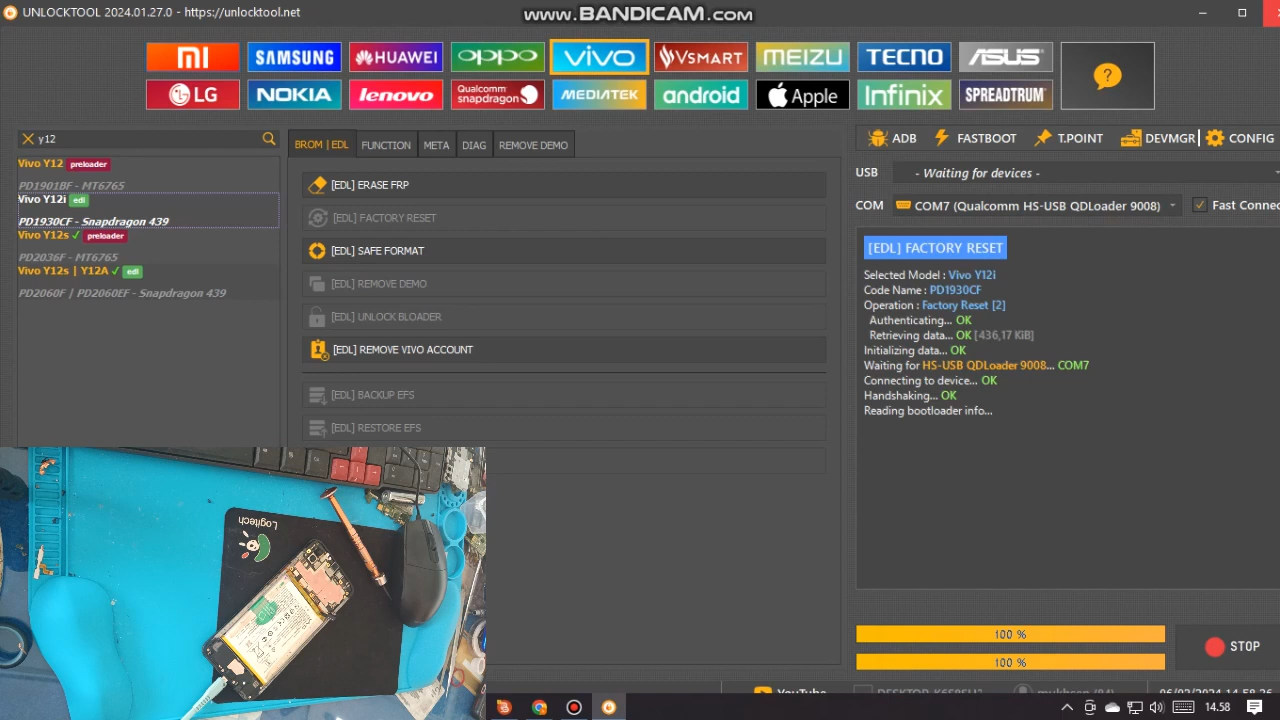 UNLOCKTOOL 2024.01.27.0 - https://unlocktool.net
www.BANDICAM.com
mi SAMSUNG HUAWEI oppo vivo VSMART MEIZU TECNO ASUS ?
LG NOKIA lenovo Qualcomm snapdragon MEDIATEK android Apple Infinix SPREADTRUM
y12
Vivo Y12 preloader
PD1901BF - MT6765
Vivo Y12i edl
PD1930CF - Snapdragon 439
Vivo Y12s ✓ preloader
PD2036F - MT6765
Vivo Y12s | Y12A ✓ edl
PD2060F | PD2060EF - Snapdragon 439
BROM | EDL FUNCTION META DIAG REMOVE DEMO
[EDL] ERASE FRP
[EDL] FACTORY RESET
[EDL] SAFE FORMAT
[EDL] REMOVE DEMO
[EDL] UNLOCK BLOADER
[EDL] REMOVE VIVO ACCOUNT
[EDL] BACKUP EFS
[EDL] RESTORE EFS
ADB FASTBOOT T.POINT DEVMGR CONFIG
USB - Waiting for devices -
COM COM7 (Qualcomm HS-USB QDLoader 9008) Fast Connec
[EDL] FACTORY RESET
Selected Model : Vivo Y12i
Code Name : PD1930CF
Operation : Factory Reset [2]
Authenticating... OK
Retrieving data... OK [436,17 KiB]
Initializing data... OK
Waiting for HS-USB QDLoader 9008... COM7
Connecting to device... OK
Handshaking... OK
Reading bootloader info...
100 %
100 %
STOP
Logitech
YouTube
14.58